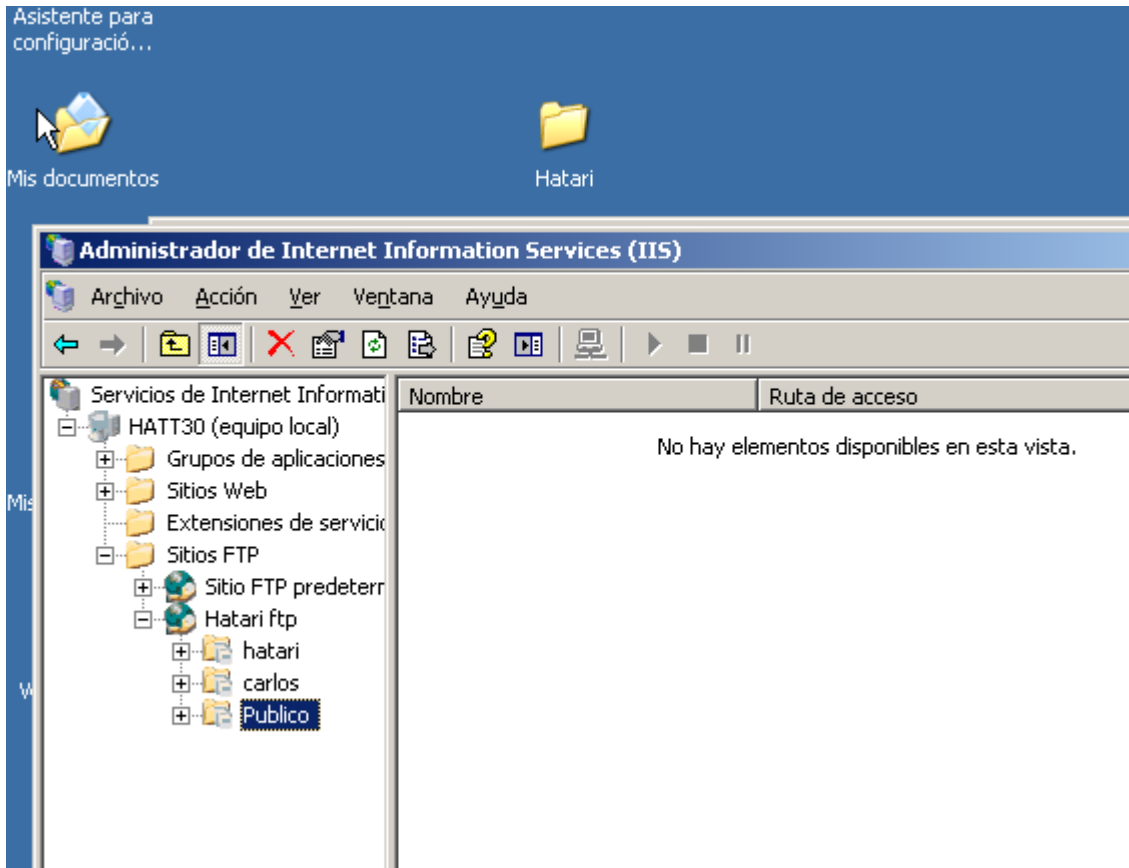 Asistente para
configuració...
Mis documentos
Hatari
Administrador de Internet Information Services (IIS)
Archivo Acción Ver Ventana Ayuda
Servicios de Internet Informati
Nombre Ruta de acceso
HATT30 (equipo local)
No hay elementos disponibles en esta vista.
Grupos de aplicaciones
Sitios Web
Mis
Extensiones de servici
Sitios FTP
Sitio FTP predeterr
Hatari ftp
hatari
carlos
Publico